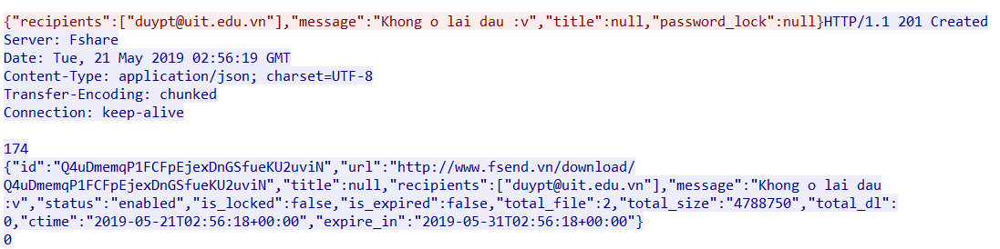 {"recipients":["duypt@uit.edu.vn"],"message":"Khong o lai dau :v","title":null,"password_lock":null}HTTP/1.1 201 Created
Server: Fshare
Date: Tue, 21 May 2019 02:56:19 GMT
Content-Type: application/json; charset=UTF-8
Transfer-Encoding: chunked
Connection: keep-alive
174
{"id":"Q4uDmemqP1FCFpEjexDnGSfueKU2uviN","url":"http://www.fsend.vn/download/
Q4uDmemqP1FCFpEjexDnGSfueKU2uviN","title":null,"recipients":["duypt@uit.edu.vn"],"message":"Khong o lai dau
:v","status":"enabled","is_locked":false,"is_expired":false,"total_file":2,"total_size":"4788750","total_dl":
0,"ctime":"2019-05-21T02:56:18+00:00","expire_in":"2019-05-31T02:56:18+00:00"}
0